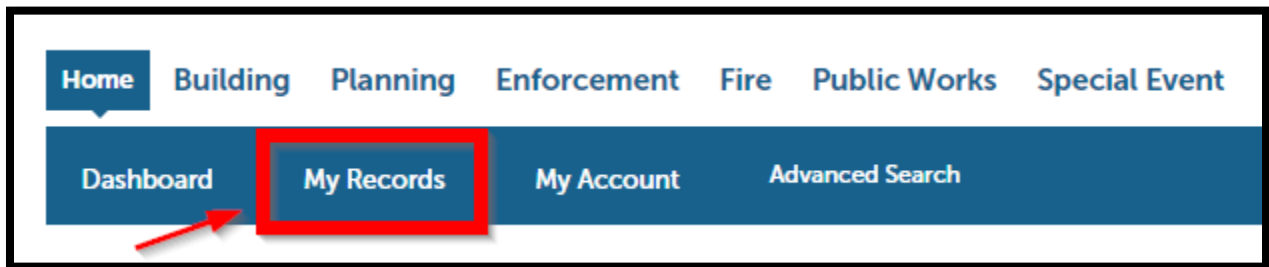 Home Building Planning Enforcement Fire Public Works Special Event
Dashboard My Records My Account Advanced Search